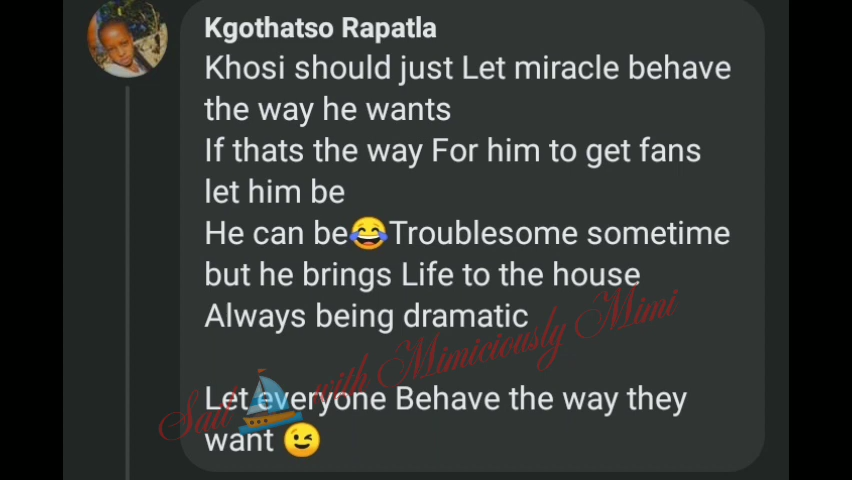 Kgothatso Rapatla
Khosi should just Let miracle behave
the way he wants
If thats the way For him to get fans
let him be
He can be😂Troublesome sometime
but he brings Life to the house
Always being dramatic
Sail ⛵ with Mimiciously Mimi
Let everyone Behave the way they
want 😉